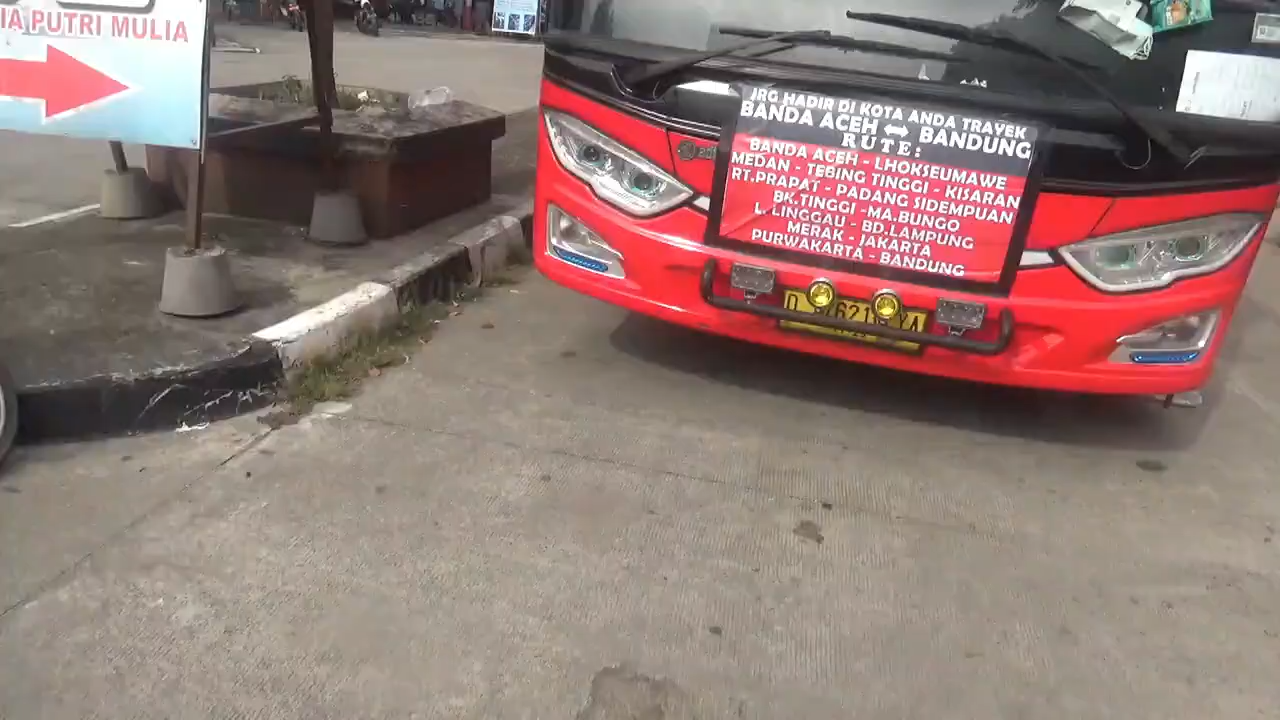 PUTRI MULIA
JRG HADIR DI KOTA ANDA TRAYEK
BANDA ACEH ↔ BANDUNG
RUTE:
BANDA ACEH - LHOKSEUMAWE
MEDAN - TEBING TINGGI - KISARAN
RT.PRAPAT - PADANG SIDEMPUAN
BK.TINGGI -MA.BUNGO
L. LINGGAU - BD.LAMPUNG
MERAK - JAKARTA
PURWAKARTA - BANDUNG